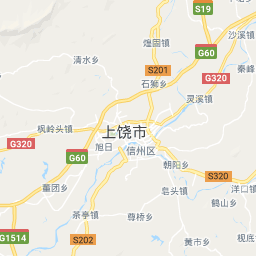 S19
煌固镇
沙溪镇
清水乡
G60
S201
秦峰
石狮乡
G320
灵溪镇
枫岭头镇
上饶市
G320
旭日
信州区
G60
朝阳乡
S320
董团乡
皂头镇
洋口镇
茶亭镇
尊桥乡
鹤山乡
G1514
S202
黄市乡
枧底